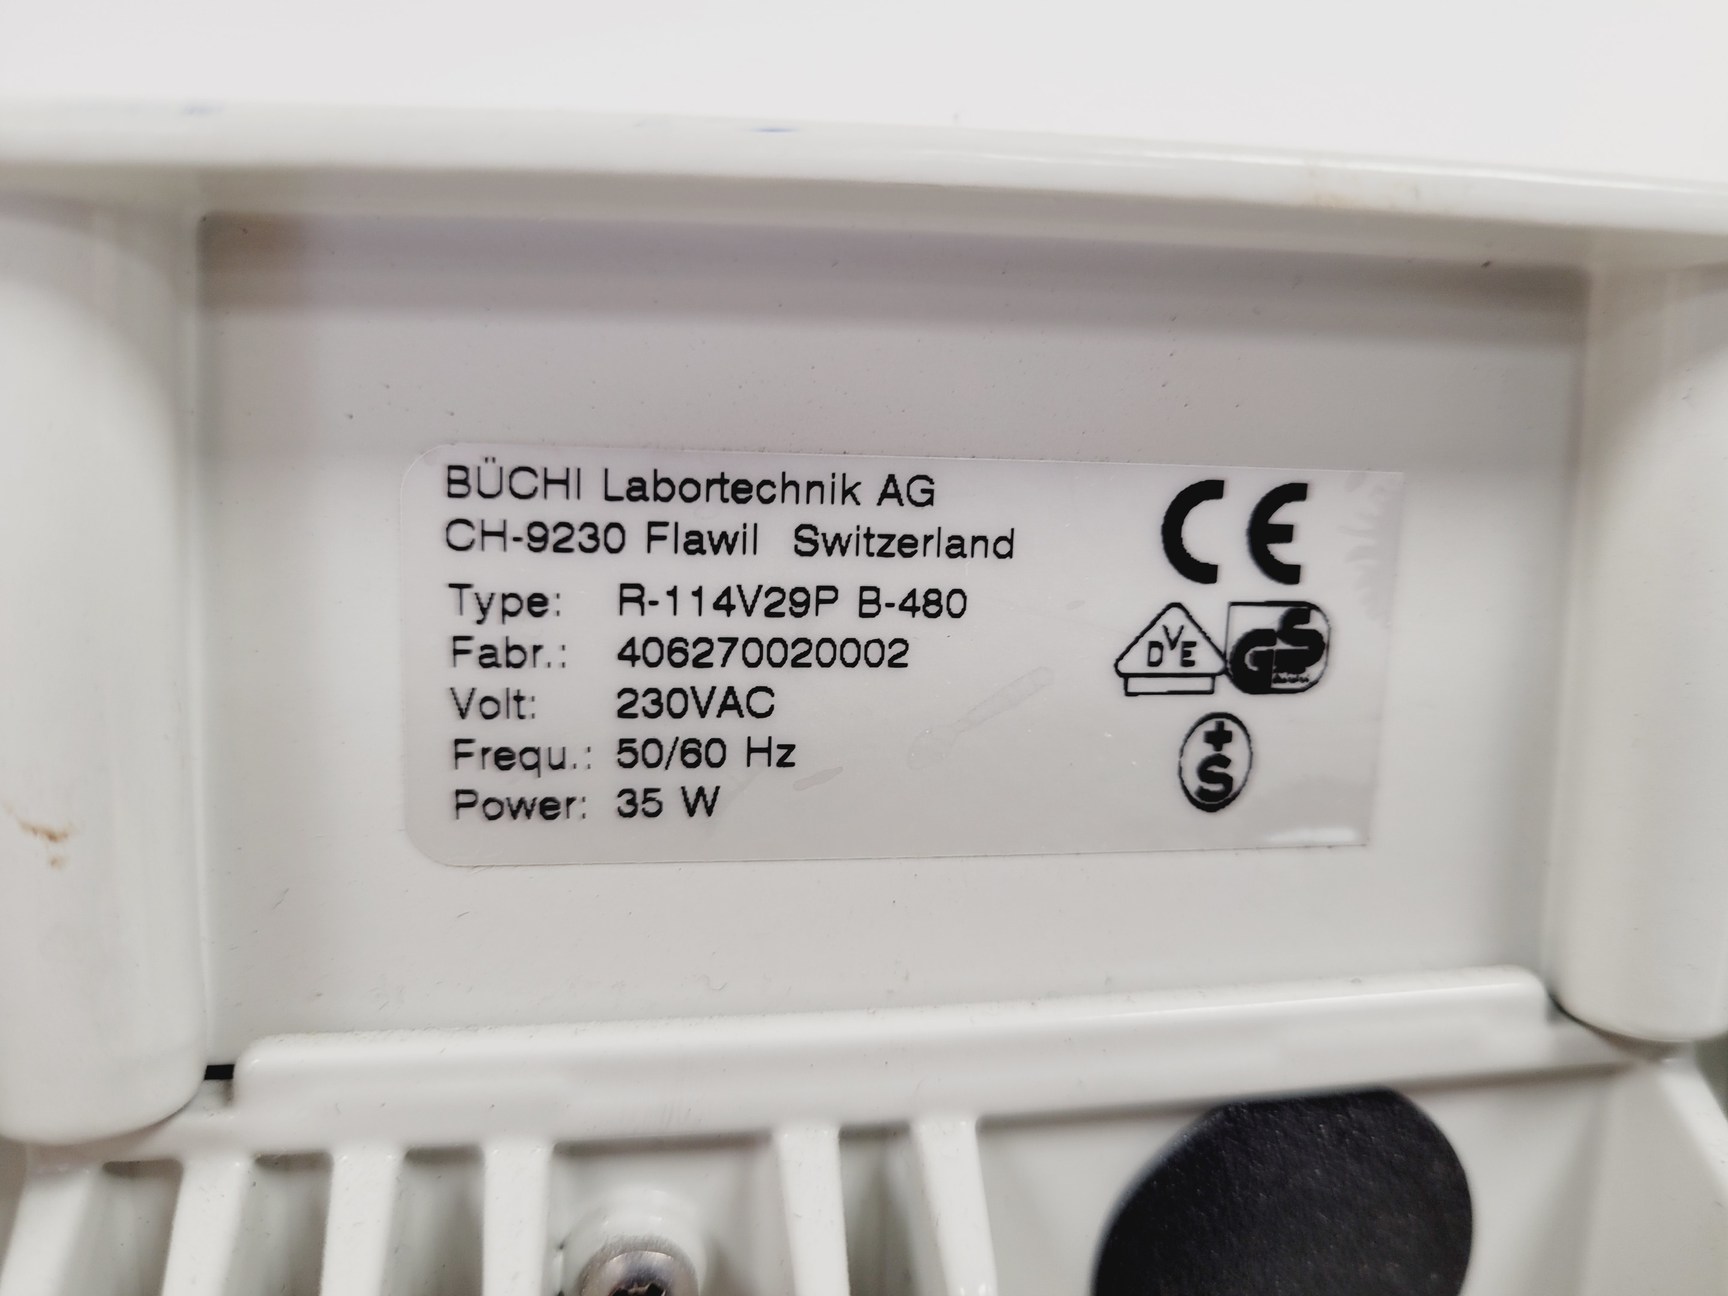 BÜCHI Labortechnik AG
CH-9230 Flawil Switzerland
Type: R-114V29P B-480
Fabr.: 406270020002
Volt: 230VAC
Frequ.: 50/60 Hz
Power: 35 W
CE
DVE
GS
+S